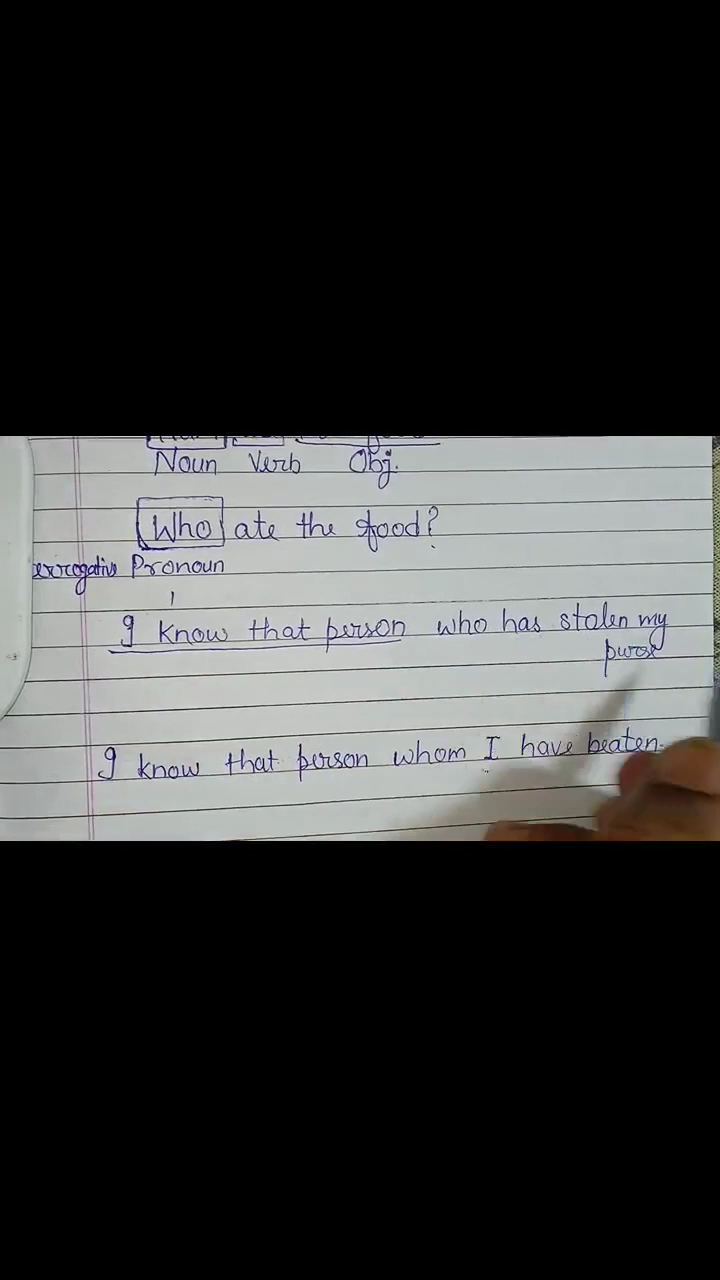 Noun Verb Obj.
Who ate the food?
errogative Pronoun
I know that person who has stolen my
purse
I know that person whom I have beaten.